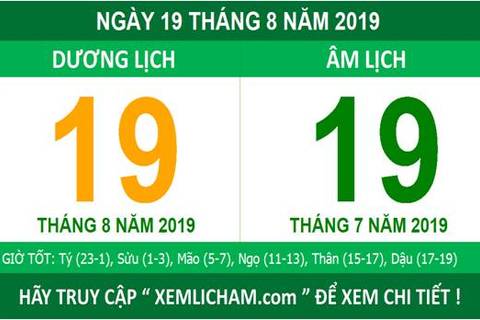 NGÀY 19 THÁNG 8 NĂM 2019
DƯƠNG LỊCH
ÂM LỊCH
19
19
THÁNG 8 NĂM 2019
THÁNG 7 NĂM 2019
GIỜ TỐT: Tý (23-1), Sửu (1-3), Mão (5-7), Ngọ (11-13), Thân (15-17), Dậu (17-19)
HÃY TRUY CẬP “ XEMLICHAM.com ” ĐỂ XEM CHI TIẾT !